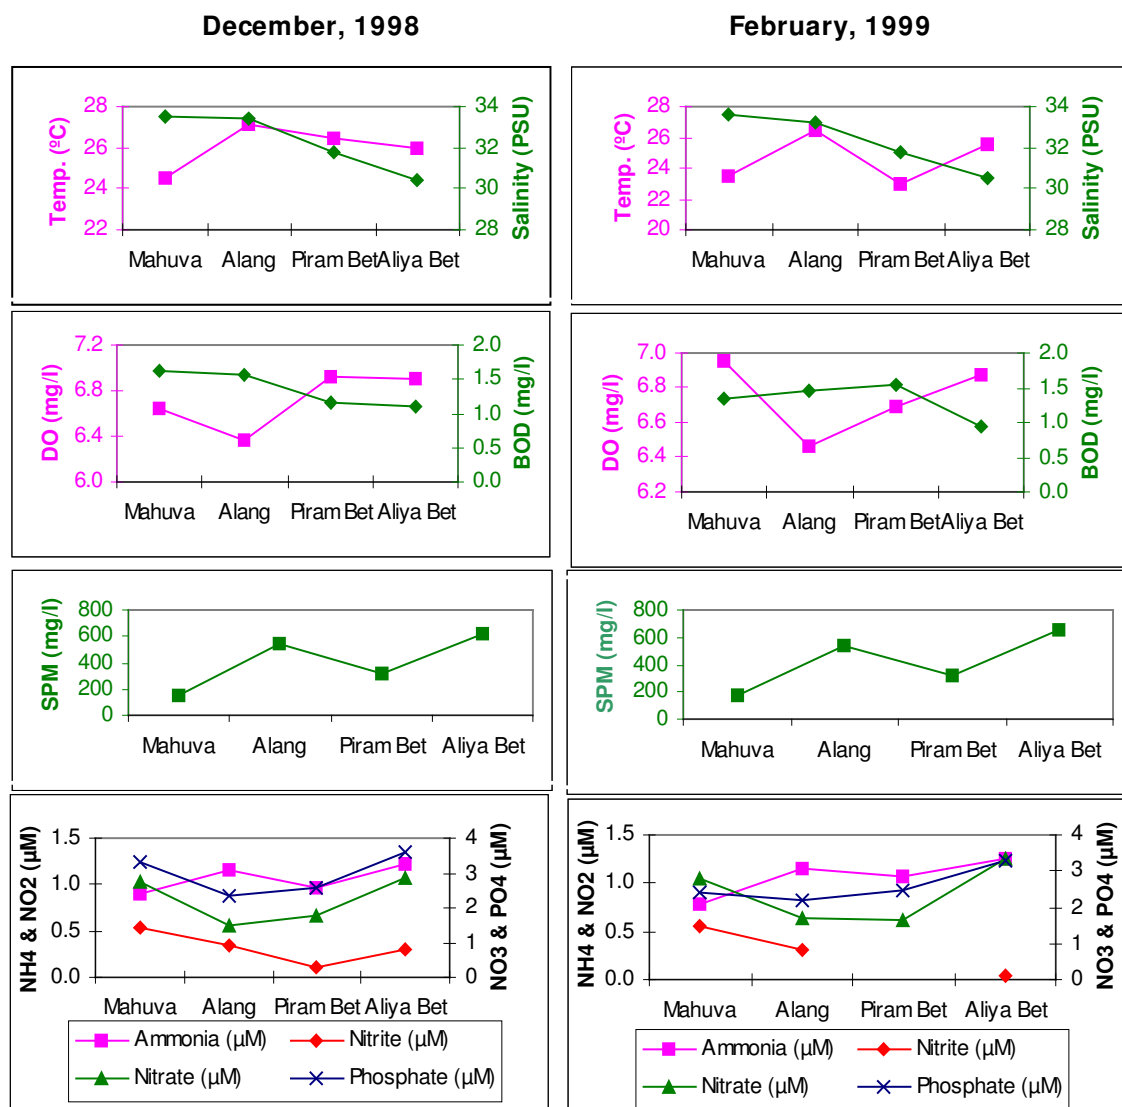 December, 1998
February, 1999
Temp. (ºC)
28
26
24
22
34
32
30
28
Salinity (PSU)
Mahuva Alang Piram Bet Aliya Bet
Temp. (ºC)
28
26
24
22
20
34
32
30
28
Salinity (PSU)
Mahuva Alang Piram Bet Aliya Bet
DO (mg/l)
7.2
6.8
6.4
6.0
2.0
1.5
1.0
0.5
0.0
BOD (mg/l)
Mahuva Alang Piram Bet Aliya Bet
DO (mg/l)
7.0
6.8
6.6
6.4
6.2
2.0
1.5
1.0
0.5
0.0
BOD (mg/l)
Mahuva Alang Piram Bet Aliya Bet
SPM (mg/l)
800
600
400
200
0
Mahuva Alang Piram Bet Aliya Bet
SPM (mg/l)
800
600
400
200
0
Mahuva Alang Piram Bet Aliya Bet
NH4 & NO2 (µM)
1.5
1.0
0.5
0.0
4
3
2
1
0
NO3 & PO4 (µM)
Mahuva Alang Piram Bet Aliya Bet
Ammonia (µM) Nitrite (µM)
Nitrate (µM) Phosphate (µM)
NH4 & NO2 (µM)
1.5
1.0
0.5
0.0
4
3
2
1
0
NO3 & PO4 (µM)
Mahuva Alang Piram Bet Aliya Bet
Ammonia (µM) Nitrite (µM)
Nitrate (µM) Phosphate (µM)